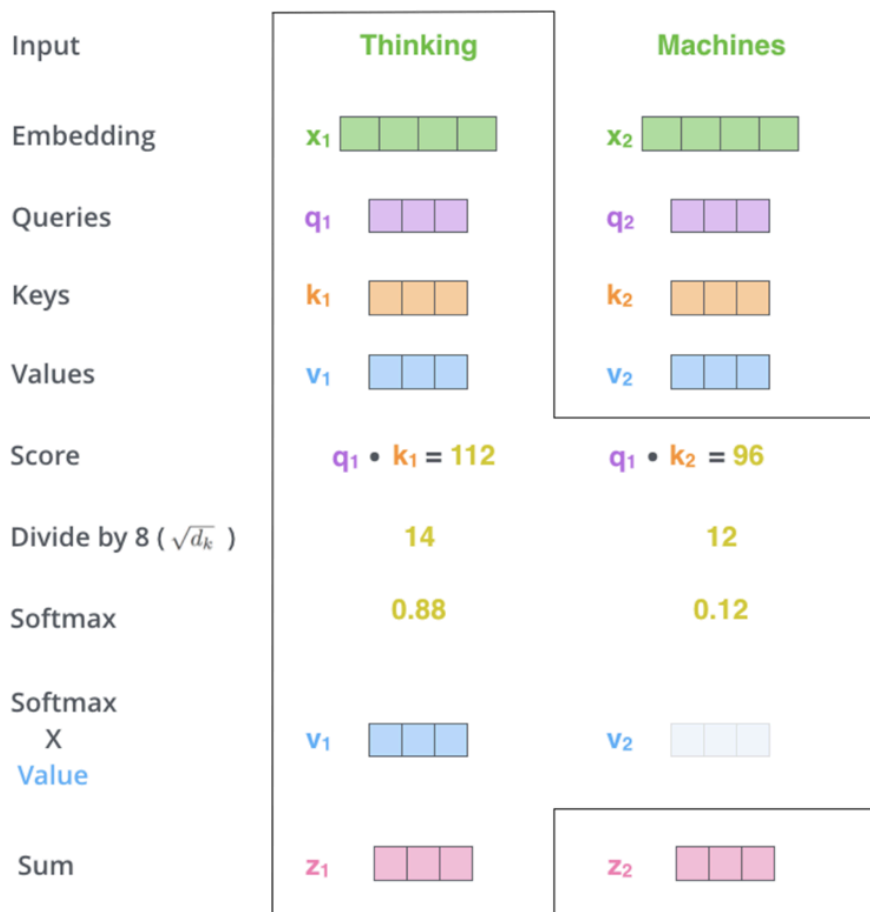 Input Thinking Machines
Embedding x₁ x₂
Queries q₁ q₂
Keys k₁ k₂
Values v₁ v₂
Score q₁ • k₁ = 112 q₁ • k₂ = 96
Divide by 8 ( √dₖ ) 14 12
Softmax 0.88 0.12
Softmax
X v₁ v₂
Value
Sum z₁ z₂